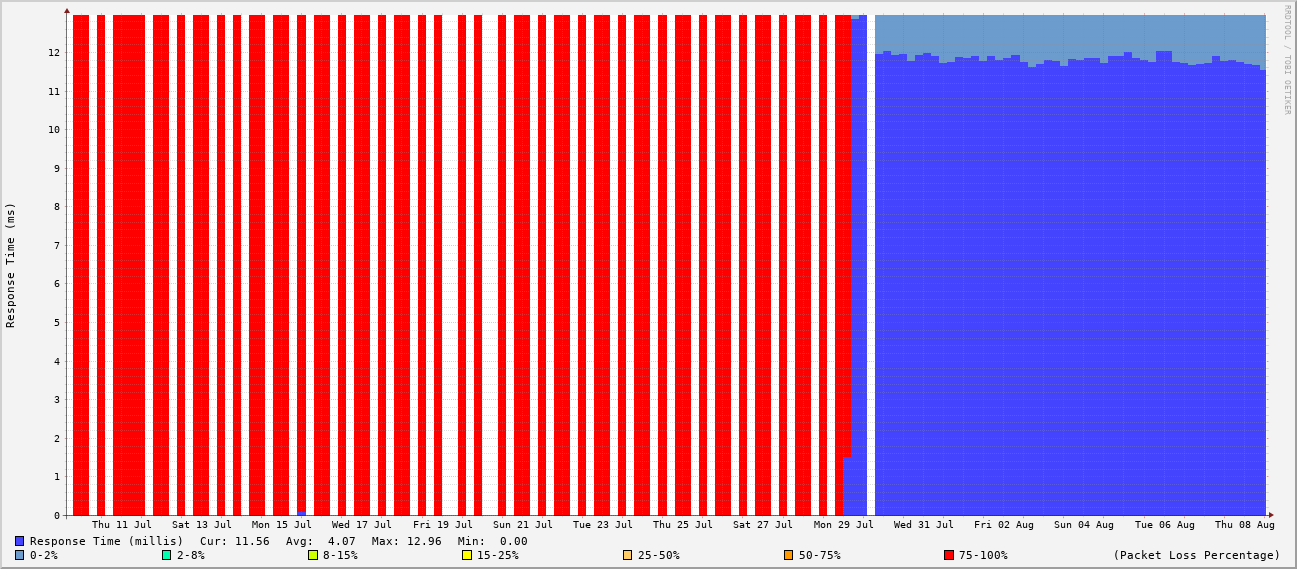 RRDTOOL / TOBI OETIKER
Response Time (ms)
12
11
10
9
8
7
6
5
4
3
2
1
0
Thu 11 Jul Sat 13 Jul Mon 15 Jul Wed 17 Jul Fri 19 Jul Sun 21 Jul Tue 23 Jul Thu 25 Jul Sat 27 Jul Mon 29 Jul Wed 31 Jul Fri 02 Aug Sun 04 Aug Tue 06 Aug Thu 08 Aug
Response Time (millis) Cur: 11.56 Avg: 4.07 Max: 12.96 Min: 0.00
0-2% 2-8% 8-15% 15-25% 25-50% 50-75% 75-100% (Packet Loss Percentage)